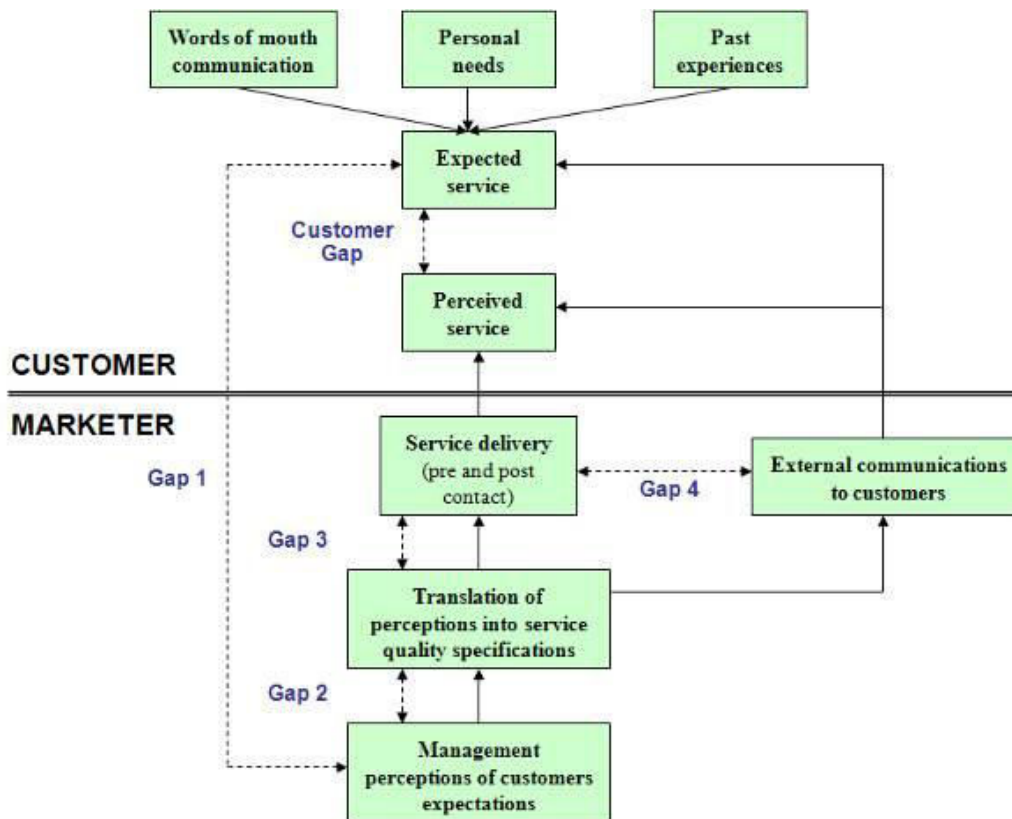 Words of mouth
communication
Personal
needs
Past
experiences
Expected
service
Customer
Gap
Perceived
service
CUSTOMER
MARKETER
Service delivery
(pre and post
contact)
External communications
to customers
Gap 1
Gap 4
Gap 3
Translation of
perceptions into service
quality specifications
Gap 2
Management
perceptions of customers
expectations